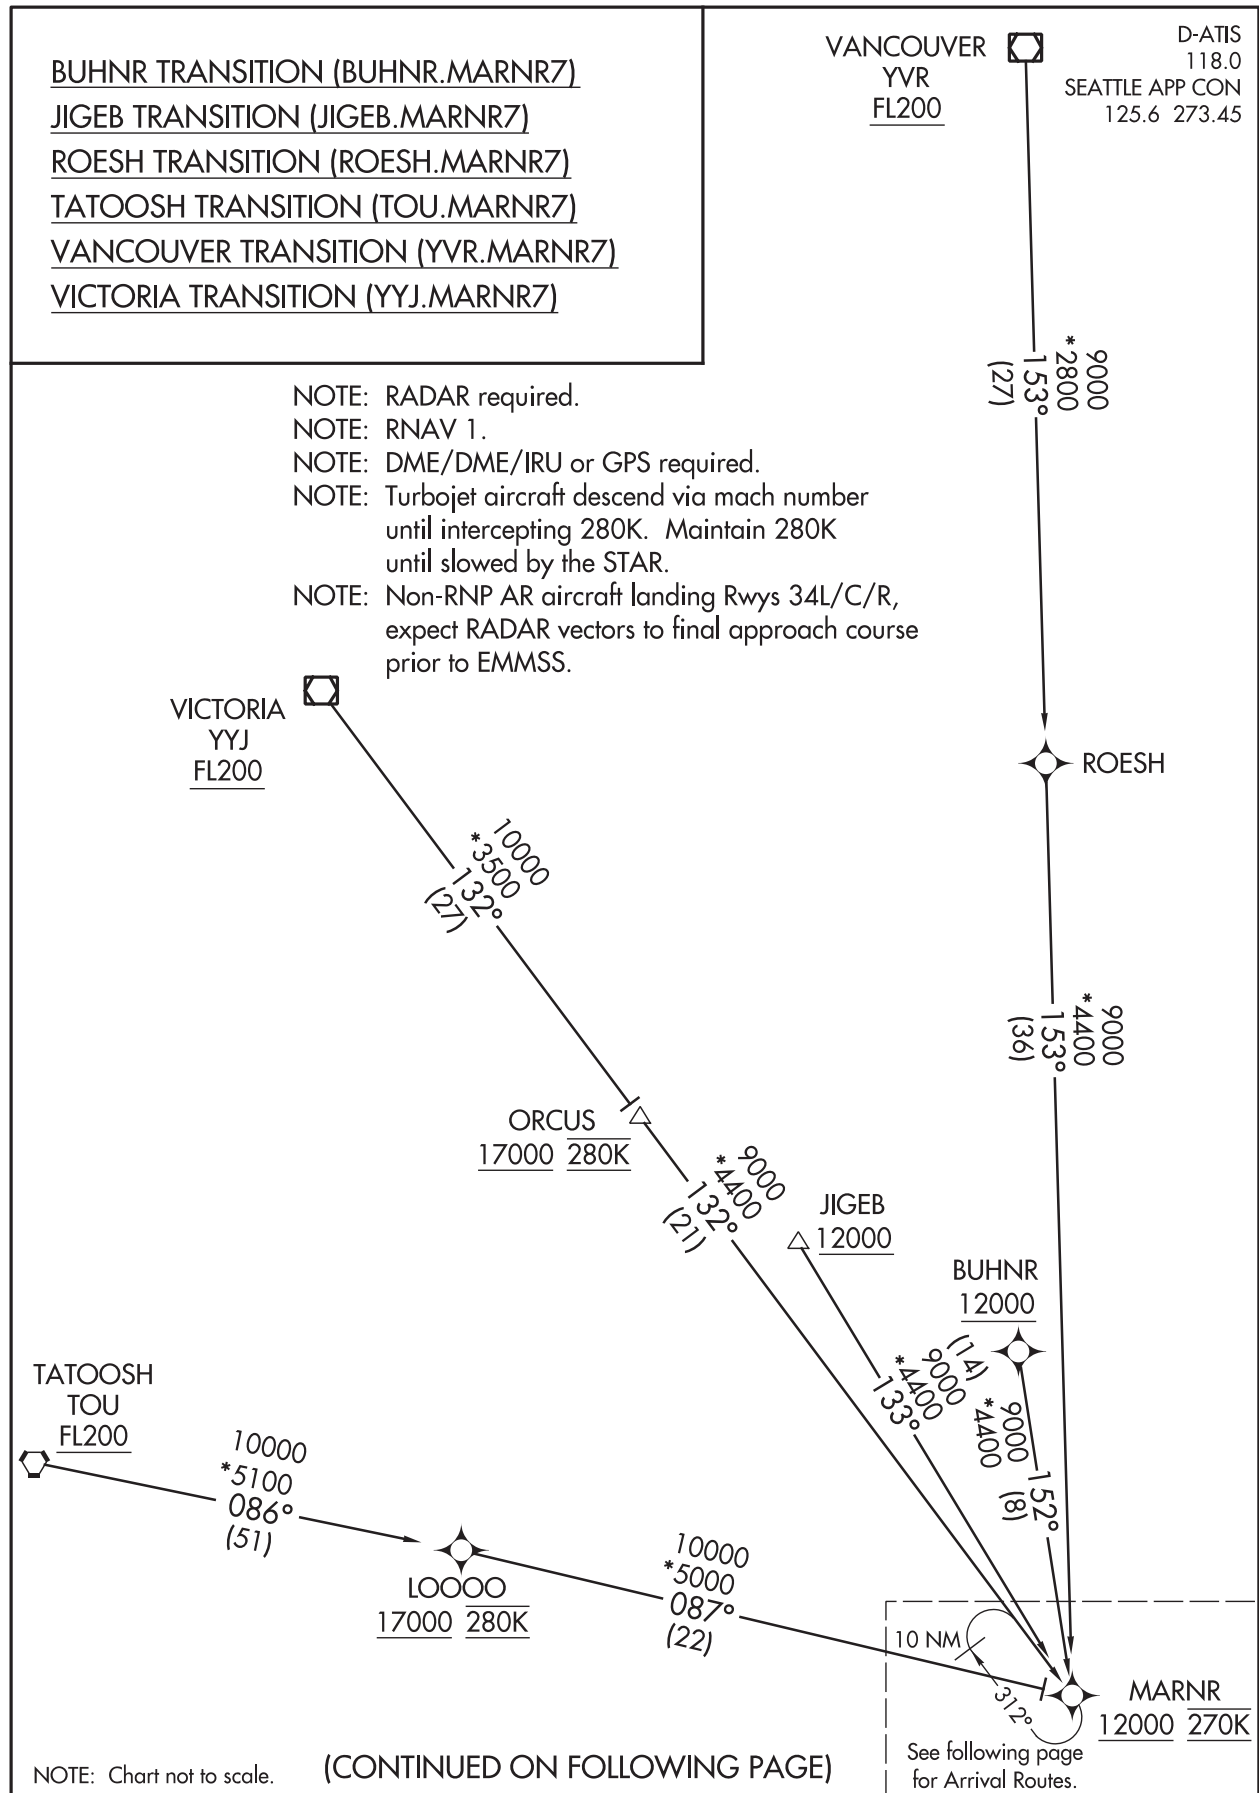 BUHNR TRANSITION (BUHNR.MARNR7)
JIGEB TRANSITION (JIGEB.MARNR7)
ROESH TRANSITION (ROESH.MARNR7)
TATOOSH TRANSITION (TOU.MARNR7)
VANCOUVER TRANSITION (YVR.MARNR7)
VICTORIA TRANSITION (YYJ.MARNR7)
VANCOUVER
YVR
FL200
D-ATIS
118.0
SEATTLE APP CON
125.6 273.45
9000
*2800
153°
(27)
NOTE: RADAR required.
NOTE: RNAV 1.
NOTE: DME/DME/IRU or GPS required.
NOTE: Turbojet aircraft descend via mach number
until intercepting 280K. Maintain 280K
until slowed by the STAR.
NOTE: Non-RNP AR aircraft landing Rwys 34L/C/R,
expect RADAR vectors to final approach course
prior to EMMSS.
VICTORIA
YYJ
FL200
ROESH
10000
*3500
132°
(27)
9000
*4400
153°
(36)
ORCUS
17000 280K
9000
*4400
132°
(21)
JIGEB
12000
BUHNR
12000
(14)
9000
*4400
133°
9000
*4400
152°
(8)
TATOOSH
TOU
FL200
10000
*5100
086°
(51)
LOOOO
17000 280K
10000
*5000
087°
(22)
10 NM
312°
MARNR
12000 270K
See following page
for Arrival Routes.
NOTE: Chart not to scale.
(CONTINUED ON FOLLOWING PAGE)